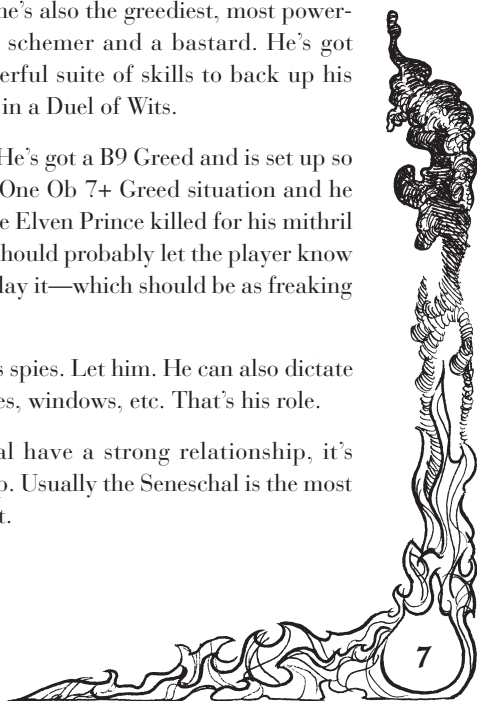 he's also the greediest, most power-
schemer and a bastard. He's got
erful suite of skills to back up his
in a Duel of Wits.
He's got a B9 Greed and is set up so
One Ob 7+ Greed situation and he
e Elven Prince killed for his mithril
hould probably let the player know
lay it—which should be as freaking
s spies. Let him. He can also dictate
es, windows, etc. That's his role.
al have a strong relationship, it's
p. Usually the Seneschal is the most
t.
7